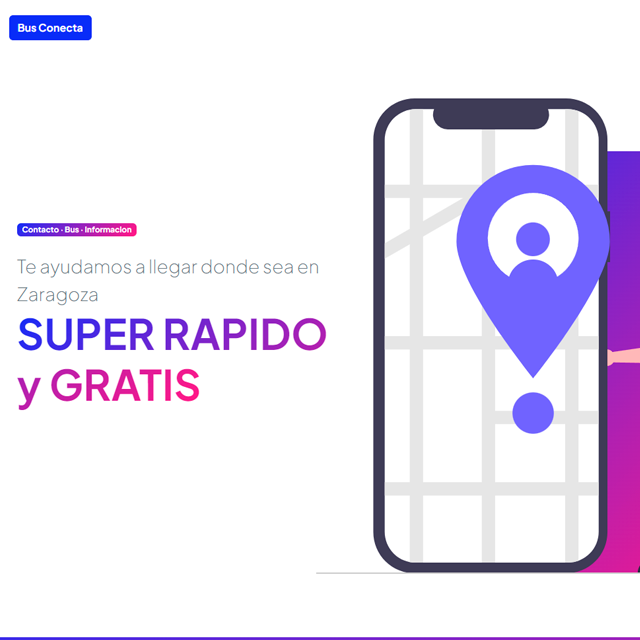 Bus Conecta
Contacto · Bus · Informacion
Te ayudamos a llegar donde sea en
Zaragoza
SUPER RAPIDO
y GRATIS